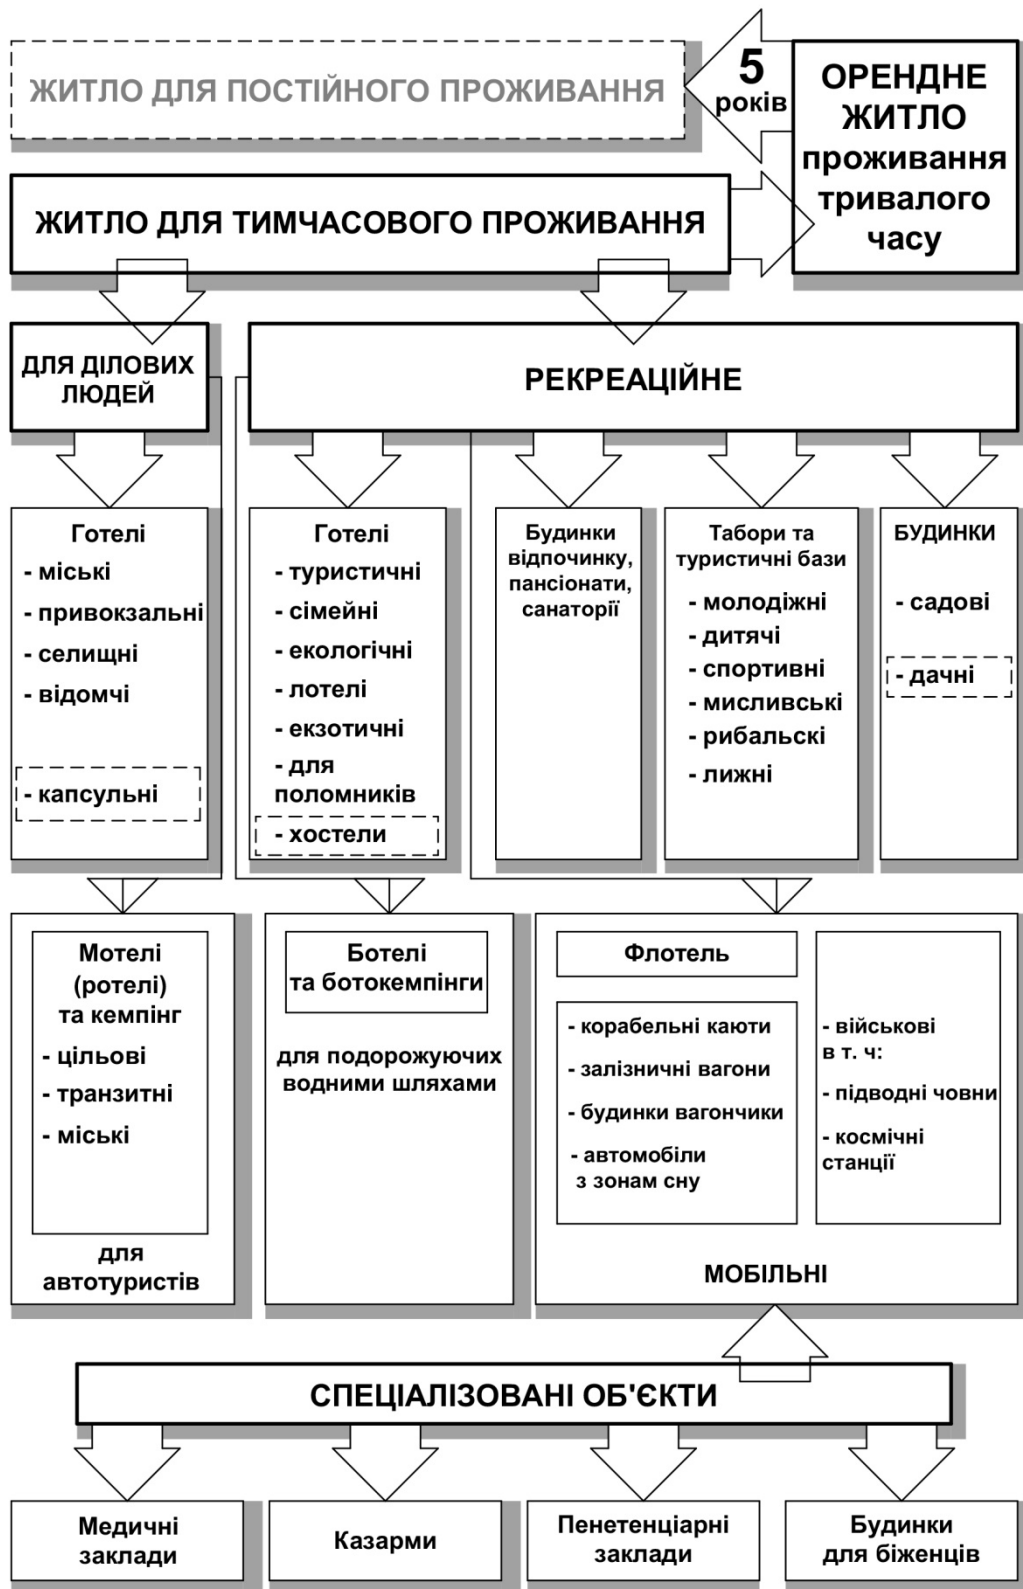 ЖИТЛО ДЛЯ ПОСТІЙНОГО ПРОЖИВАННЯ
5
років
ОРЕНДНЕ
ЖИТЛО
проживання
тривалого
часу
ЖИТЛО ДЛЯ ТИМЧАСОВОГО ПРОЖИВАННЯ
ДЛЯ ДІЛОВИХ
ЛЮДЕЙ
РЕКРЕАЦІЙНЕ
Готелі
- міські
- привокзальні
- селищні
- відомчі
- капсульні
Готелі
- туристичні
- сімейні
- екологічні
- лотелі
- екзотичні
- для
поломників
- хостели
Будинки
відпочинку,
пансіонати,
санаторії
Табори та
туристичні бази
- молодіжні
- дитячі
- спортивні
- мисливські
- рибальскі
- лижні
БУДИНКИ
- садові
- дачні
Мотелі
(ротелі)
та кемпінг
- цільові
- транзитні
- міські
для
автотуристів
Ботелі
та ботокемпінги
для подорожуючих
водними шляхами
Флотель
- корабельні каюти
- залізничні вагони
- будинки вагончики
- автомобіли
з зонам сну
- військові
в т. ч:
- підводні човни
- космічні
станції
МОБІЛЬНІ
СПЕЦІАЛІЗОВАНІ ОБ'ЄКТИ
Медичні
заклади
Казарми
Пенетенціарні
заклади
Будинки
для біженців